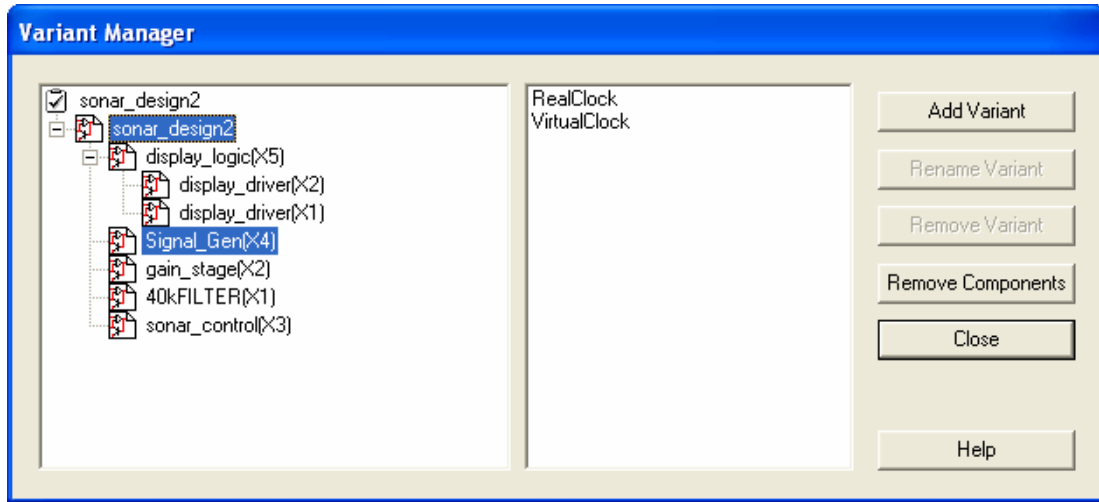 Variant Manager
sonar_design2
sonar_design2
display_logic(X5)
display_driver(X2)
display_driver(X1)
Signal_Gen(X4)
gain_stage(X2)
40kFILTER(X1)
sonar_control(X3)
RealClock
VirtualClock
Add Variant
Rename Variant
Remove Variant
Remove Components
Close
Help